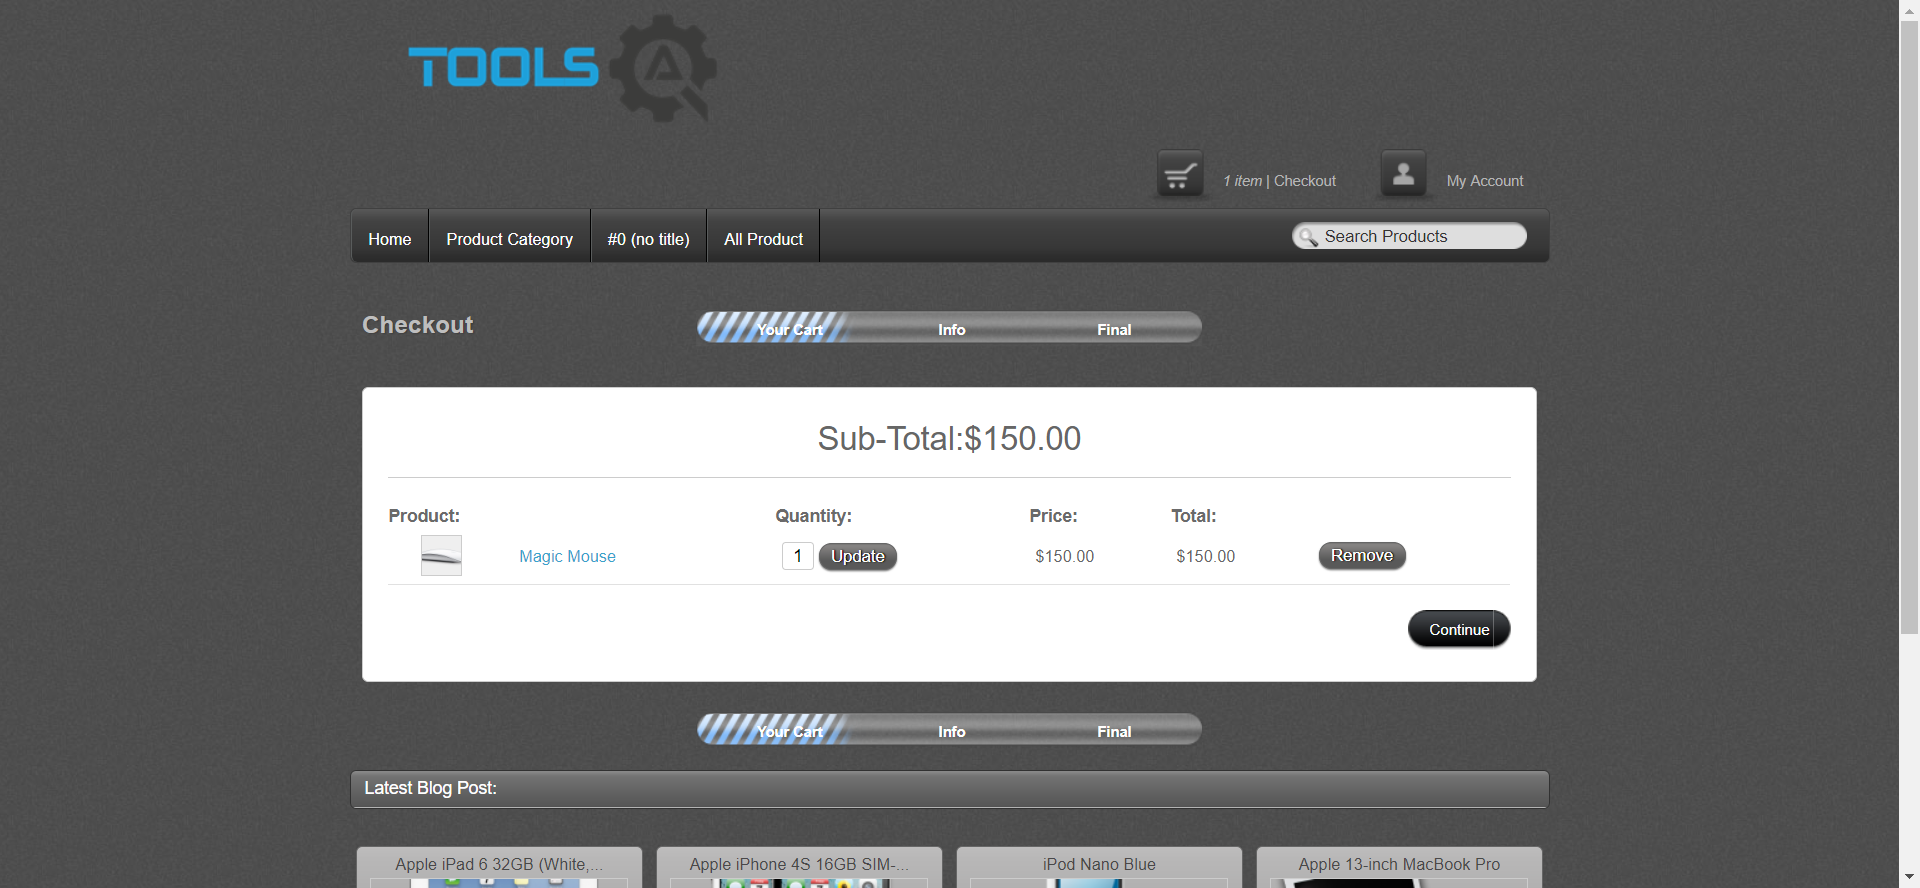 TOOLS QA
1 item | Checkout
My Account
Home
Product Category
#0 (no title)
All Product
Search Products
Checkout
Your Cart
Info
Final
Sub-Total:$150.00
Product:
Quantity:
Price:
Total:
Magic Mouse
1
Update
$150.00
$150.00
Remove
Continue
Your Cart
Info
Final
Latest Blog Post:
Apple iPad 6 32GB (White,...
Apple iPhone 4S 16GB SIM-...
iPod Nano Blue
Apple 13-inch MacBook Pro